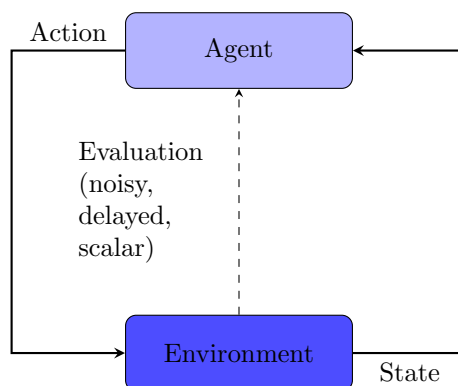 Action
Agent
Evaluation
(noisy,
delayed,
scalar)
Environment
State